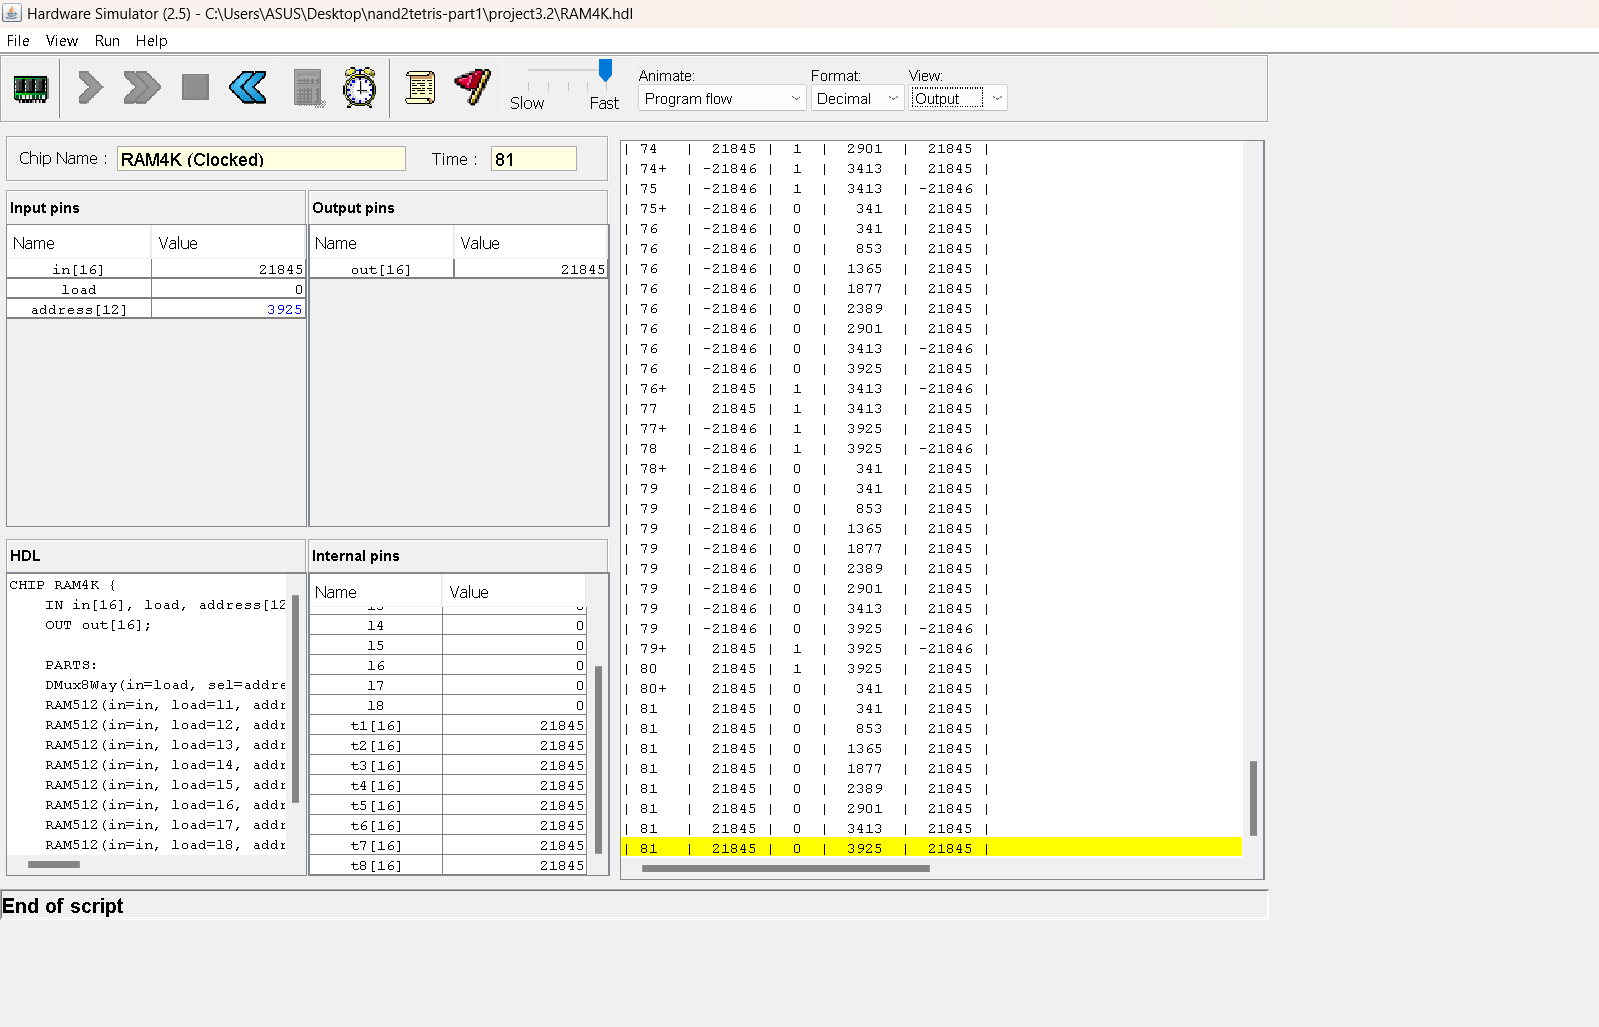 Hardware Simulator (2.5) - C:\Users\ASUS\Desktop\nand2tetris-part1\project3.2\RAM4K.hdl
File View Run Help
Slow Fast
Animate:
Program flow
Format:
Decimal
View:
Output
Chip Name : RAM4K (Clocked) Time : 81
Input pins
Name Value
in[16] 21845
load 0
address[12] 3925
Output pins
Name Value
out[16] 21845
HDL
CHIP RAM4K {
IN in[16], load, address[12
OUT out[16];
PARTS:
DMux8Way(in=load, sel=addre
RAM512(in=in, load=l1, addr
RAM512(in=in, load=l2, addr
RAM512(in=in, load=l3, addr
RAM512(in=in, load=l4, addr
RAM512(in=in, load=l5, addr
RAM512(in=in, load=l6, addr
RAM512(in=in, load=l7, addr
RAM512(in=in, load=l8, addr
Internal pins
Name Value
l4 0
l5 0
l6 0
l7 0
l8 0
t1[16] 21845
t2[16] 21845
t3[16] 21845
t4[16] 21845
t5[16] 21845
t6[16] 21845
t7[16] 21845
t8[16] 21845
| 74 | 21845 | 1 | 2901 | 21845 |
| 74+ | -21846 | 1 | 3413 | 21845 |
| 75 | -21846 | 1 | 3413 | -21846 |
| 75+ | -21846 | 0 | 341 | 21845 |
| 76 | -21846 | 0 | 341 | 21845 |
| 76 | -21846 | 0 | 853 | 21845 |
| 76 | -21846 | 0 | 1365 | 21845 |
| 76 | -21846 | 0 | 1877 | 21845 |
| 76 | -21846 | 0 | 2389 | 21845 |
| 76 | -21846 | 0 | 2901 | 21845 |
| 76 | -21846 | 0 | 3413 | -21846 |
| 76 | -21846 | 0 | 3925 | 21845 |
| 76+ | 21845 | 1 | 3413 | -21846 |
| 77 | 21845 | 1 | 3413 | 21845 |
| 77+ | -21846 | 1 | 3925 | 21845 |
| 78 | -21846 | 1 | 3925 | -21846 |
| 78+ | -21846 | 0 | 341 | 21845 |
| 79 | -21846 | 0 | 341 | 21845 |
| 79 | -21846 | 0 | 853 | 21845 |
| 79 | -21846 | 0 | 1365 | 21845 |
| 79 | -21846 | 0 | 1877 | 21845 |
| 79 | -21846 | 0 | 2389 | 21845 |
| 79 | -21846 | 0 | 2901 | 21845 |
| 79 | -21846 | 0 | 3413 | 21845 |
| 79 | -21846 | 0 | 3925 | -21846 |
| 79+ | 21845 | 1 | 3925 | -21846 |
| 80 | 21845 | 1 | 3925 | 21845 |
| 80+ | 21845 | 0 | 341 | 21845 |
| 81 | 21845 | 0 | 341 | 21845 |
| 81 | 21845 | 0 | 853 | 21845 |
| 81 | 21845 | 0 | 1365 | 21845 |
| 81 | 21845 | 0 | 1877 | 21845 |
| 81 | 21845 | 0 | 2389 | 21845 |
| 81 | 21845 | 0 | 2901 | 21845 |
| 81 | 21845 | 0 | 3413 | 21845 |
| 81 | 21845 | 0 | 3925 | 21845 |
End of script